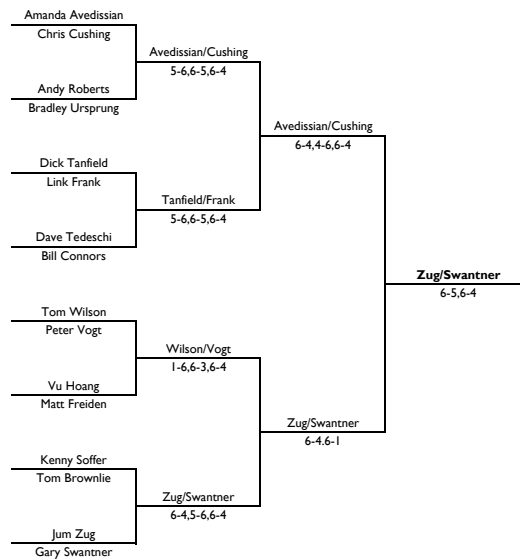 Amanda Avedissian
Chris Cushing
Avedissian/Cushing
5-6,6-5,6-4
Andy Roberts
Bradley Ursprung
Avedissian/Cushing
6-4,4-6,6-4
Dick Tanfield
Link Frank
Tanfield/Frank
5-6,6-5,6-4
Dave Tedeschi
Bill Connors
Zug/Swantner
6-5,6-4
Tom Wilson
Peter Vogt
Wilson/Vogt
1-6,6-3,6-4
Vu Hoang
Matt Freiden
Zug/Swantner
6-4.6-1
Kenny Soffer
Tom Brownlie
Zug/Swantner
6-4,5-6,6-4
Jum Zug
Gary Swantner